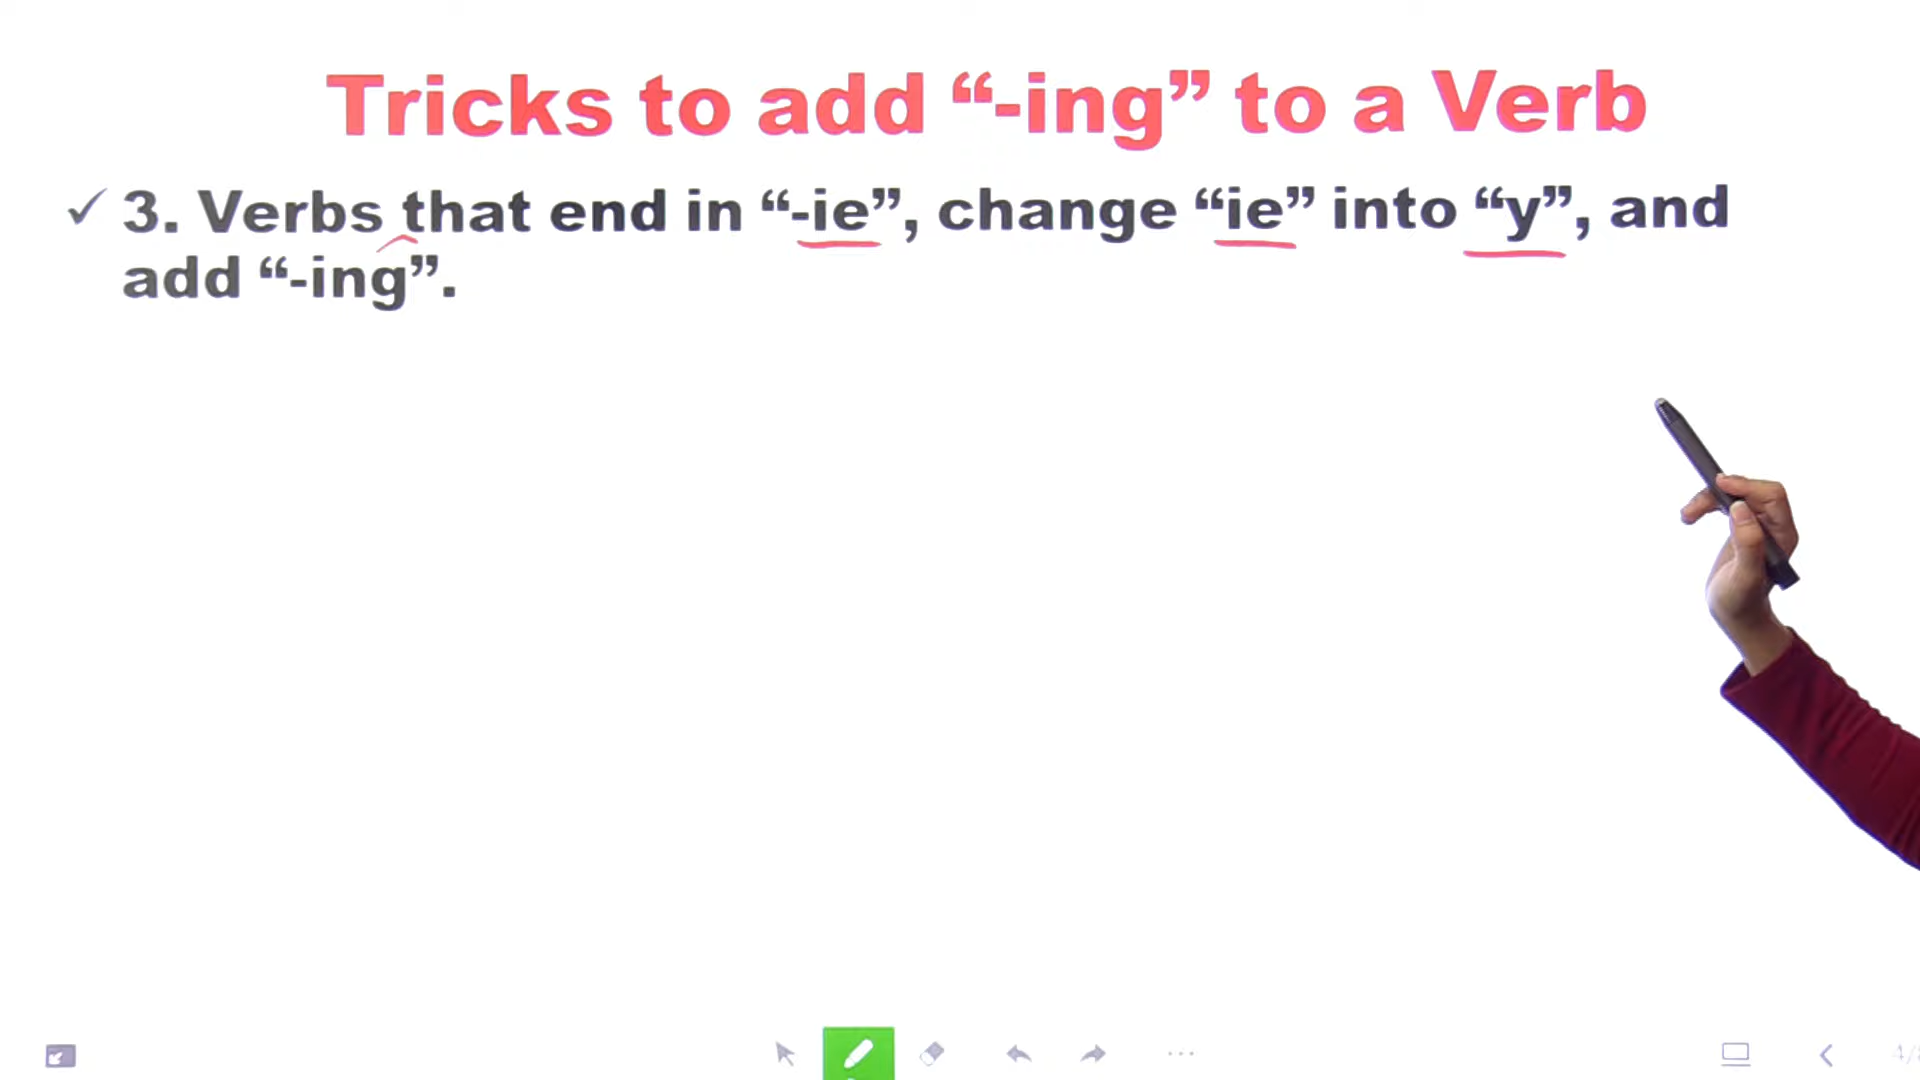 Tricks to add “-ing” to a Verb
✓ 3. Verbs that end in “-ie”, change “ie” into “y”, and
add “-ing”.